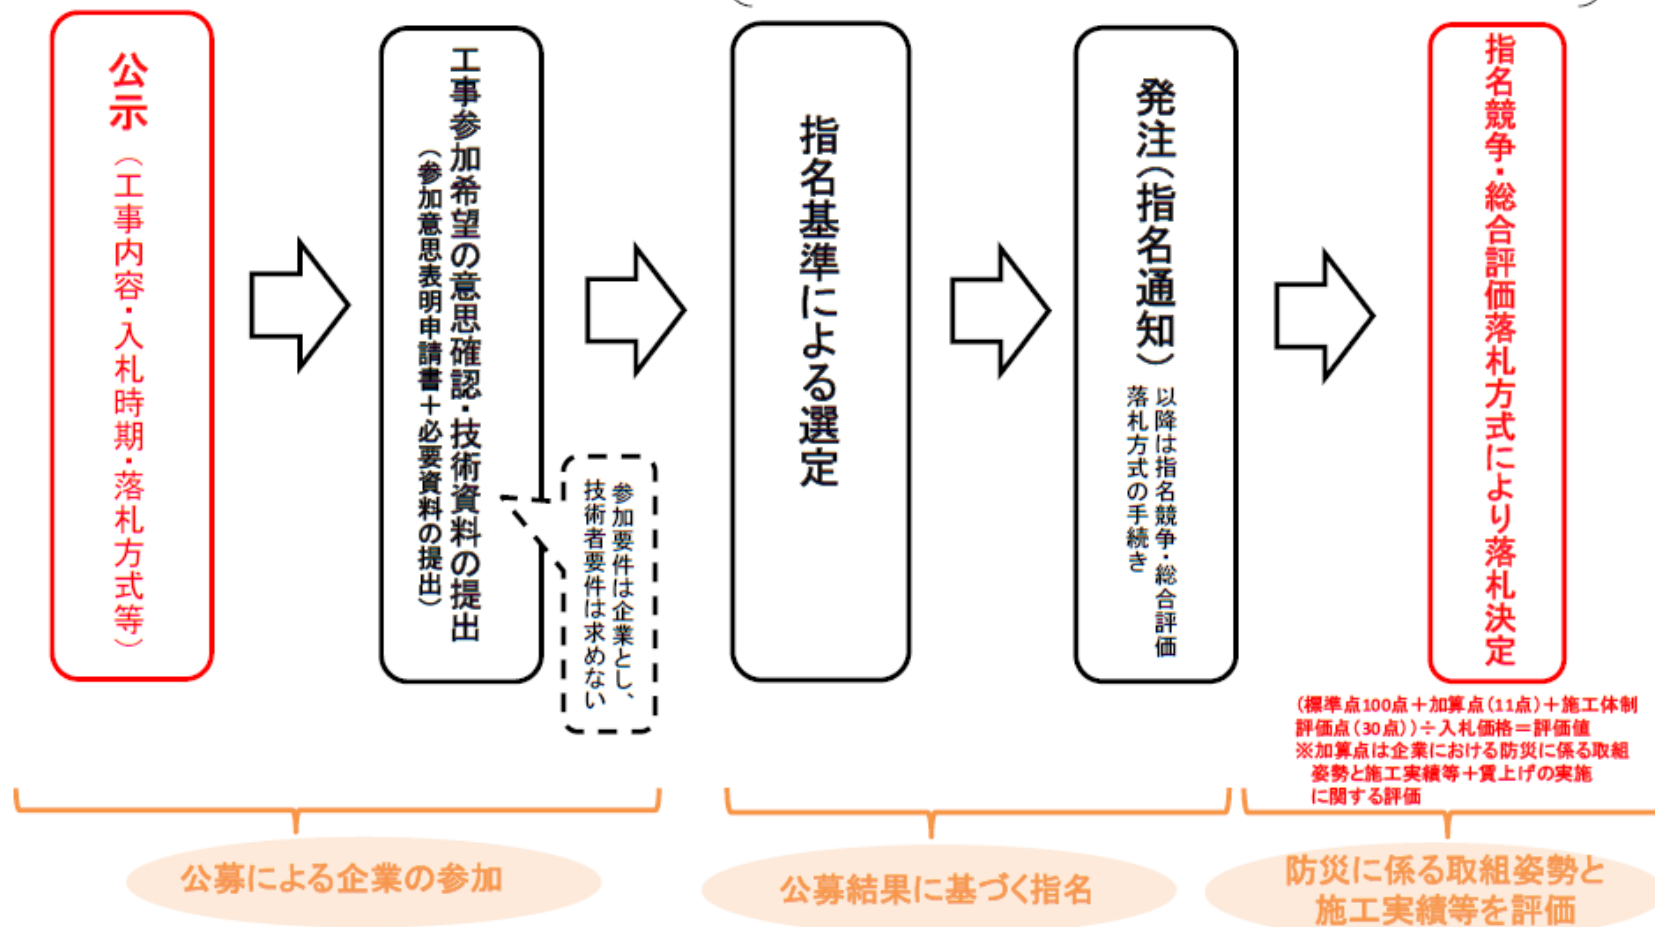 公示（工事内容・入札時期・落札方式等）
工事参加希望の意思確認・技術資料の提出
（参加意思表明申請書＋必要資料の提出）
参加要件は企業とし、
技術者要件は求めない
指名基準による選定
発注（指名通知）
以降は指名競争・総合評価
落札方式の手続き
指名競争・総合評価落札方式により落札決定
（標準点100点＋加算点（11点）＋施工体制
評価点（30点））÷入札価格＝評価値
※加算点は企業における防災に係る取組
姿勢と施工実績等＋賃上げの実施
に関する評価
公募による企業の参加
公募結果に基づく指名
防災に係る取組姿勢と
施工実績等を評価